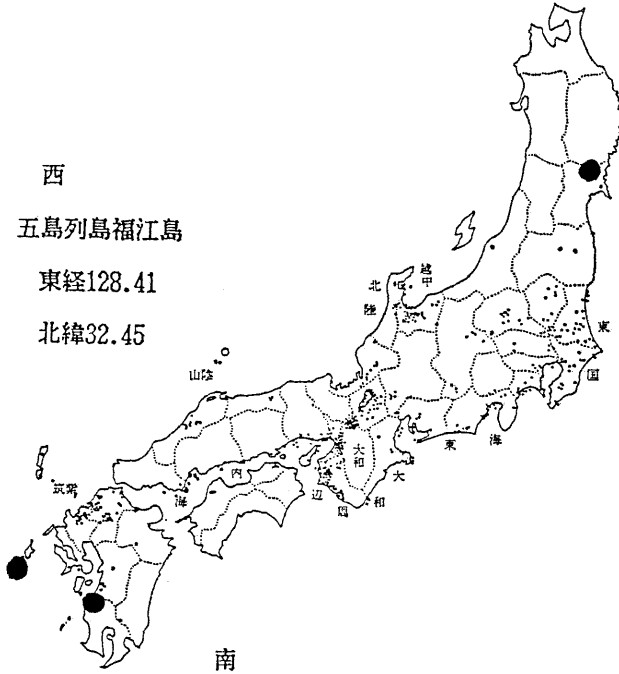 西
五島列島福江島
東経128.41
北緯32.45
北陸
越中
山陰
東国
東海
大和
大和
辺
内
海
筑紫
南